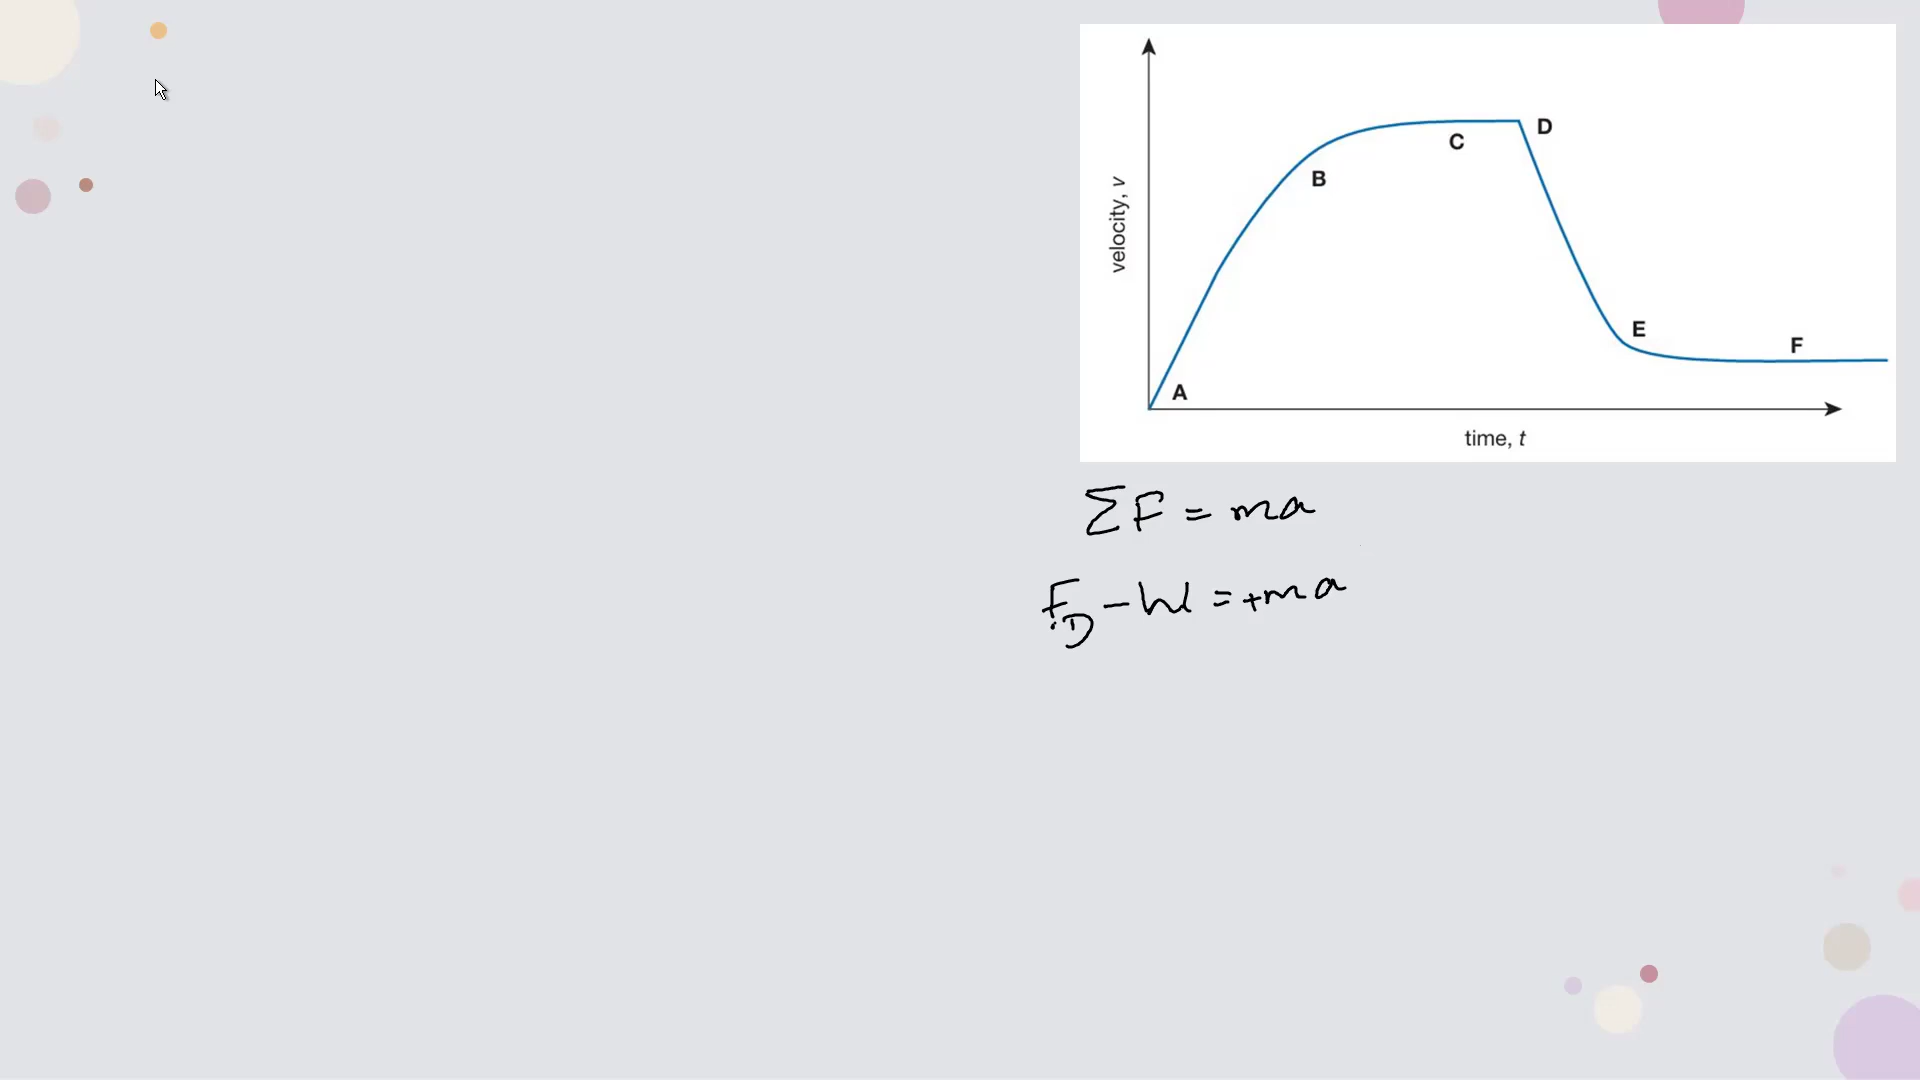 D
C
B
velocity, v
E
F
A
time, t
ΣF = ma
F_D - W = +ma